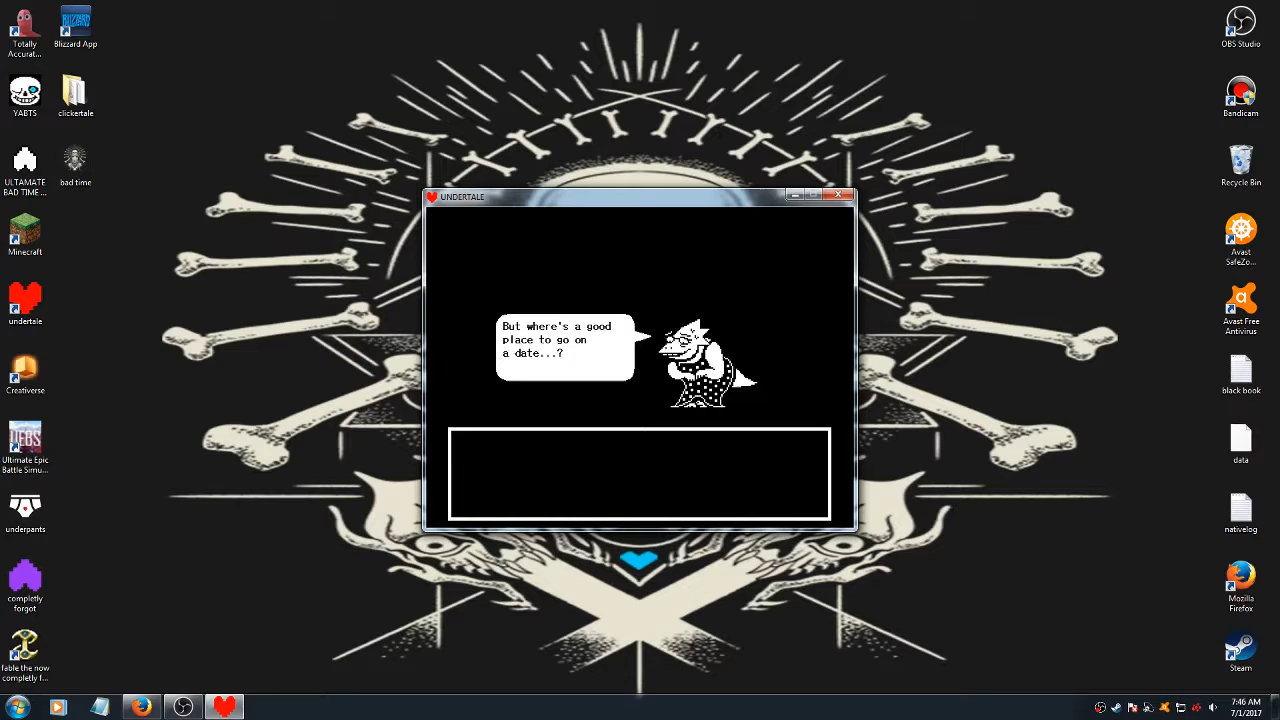 Totally
Accurat...
Blizzard App
YABTS
clickertale
ULTIMATE
BAD TIME...
bad time
Minecraft
undertale
Creativerse
Ultimate Epic
Battle Simu...
underpants
completly
forgot
fable the now
completly f...
UNDERTALE
But where's a good
place to go on
a date...?
OBS Studio
Bandicam
Recycle Bin
Avast
SafeZo...
Avast Free
Antivirus
black book
data
nativelog
Mozilla
Firefox
Steam
7:46 AM
7/1/2017